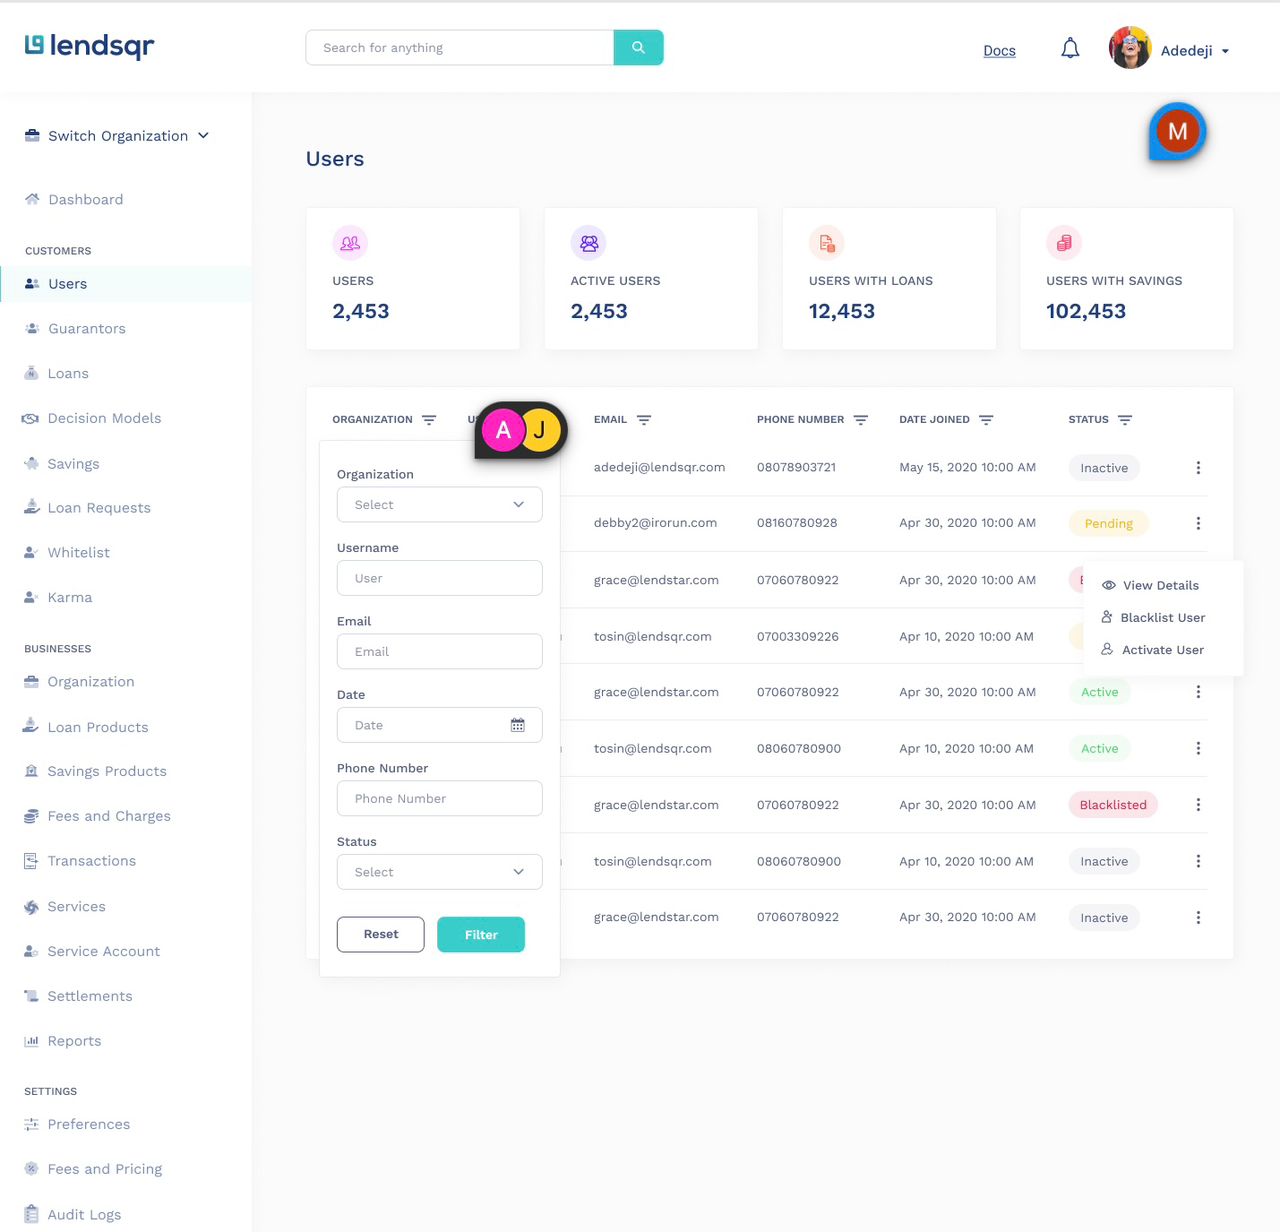 lendsqr
Search for anything
Docs
Adedeji
Switch Organization
Dashboard
CUSTOMERS
Users
Guarantors
Loans
Decision Models
Savings
Loan Requests
Whitelist
Karma
BUSINESSES
Organization
Loan Products
Savings Products
Fees and Charges
Transactions
Services
Service Account
Settlements
Reports
SETTINGS
Preferences
Fees and Pricing
Audit Logs
M
Users
USERS
2,453
ACTIVE USERS
2,453
USERS WITH LOANS
12,453
USERS WITH SAVINGS
102,453
ORGANIZATION EMAIL PHONE NUMBER DATE JOINED STATUS
A J
adedeji@lendsqr.com 08078903721 May 15, 2020 10:00 AM Inactive
debby2@irorun.com 08160780928 Apr 30, 2020 10:00 AM Pending
grace@lendstar.com 07060780922 Apr 30, 2020 10:00 AM
tosin@lendsqr.com 07003309226 Apr 10, 2020 10:00 AM
grace@lendstar.com 07060780922 Apr 30, 2020 10:00 AM Active
tosin@lendsqr.com 08060780900 Apr 10, 2020 10:00 AM Active
grace@lendstar.com 07060780922 Apr 30, 2020 10:00 AM Blacklisted
tosin@lendsqr.com 08060780900 Apr 10, 2020 10:00 AM Inactive
grace@lendstar.com 07060780922 Apr 30, 2020 10:00 AM Inactive
View Details
Blacklist User
Activate User
Organization
Select
Username
User
Email
Email
Date
Date
Phone Number
Phone Number
Status
Select
Reset Filter